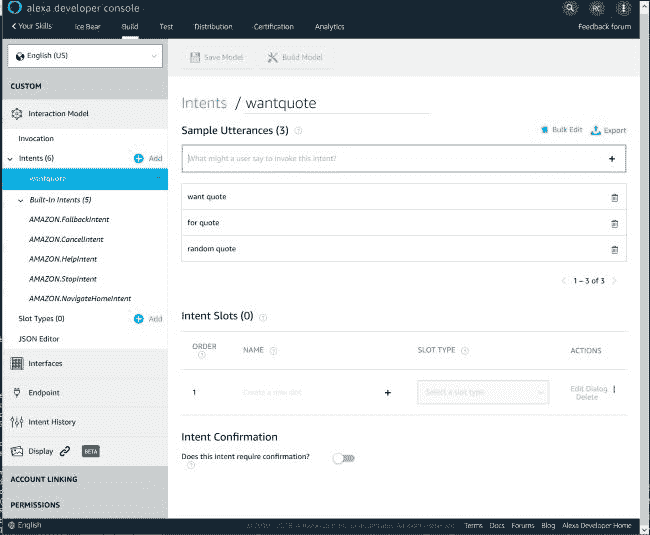 alexa developer console
Your Skills Ice Bear Build Test Distribution Certification Analytics Feedback forum
RC
English (US)
Save Model Build Model
CUSTOM
Interaction Model
Invocation
Intents (6) Add
wantquote
Built-In Intents (5)
AMAZON.FallbackIntent
AMAZON.CancelIntent
AMAZON.HelpIntent
AMAZON.StopIntent
AMAZON.NavigateHomeIntent
Slot Types (0) Add
JSON Editor
Interfaces
Endpoint
Intent History
Display BETA
ACCOUNT LINKING
PERMISSIONS
Intents / wantquote
Sample Utterances (3) Bulk Edit Export
What might a user say to invoke this intent?
want quote
for quote
random quote
1 – 3 of 3
Intent Slots (0)
ORDER NAME SLOT TYPE ACTIONS
1 Create a new slot Select a slot type Edit Dialog
Delete
Intent Confirmation
Does this intent require confirmation?
English Terms Docs Forums Blog Alexa Developer Home